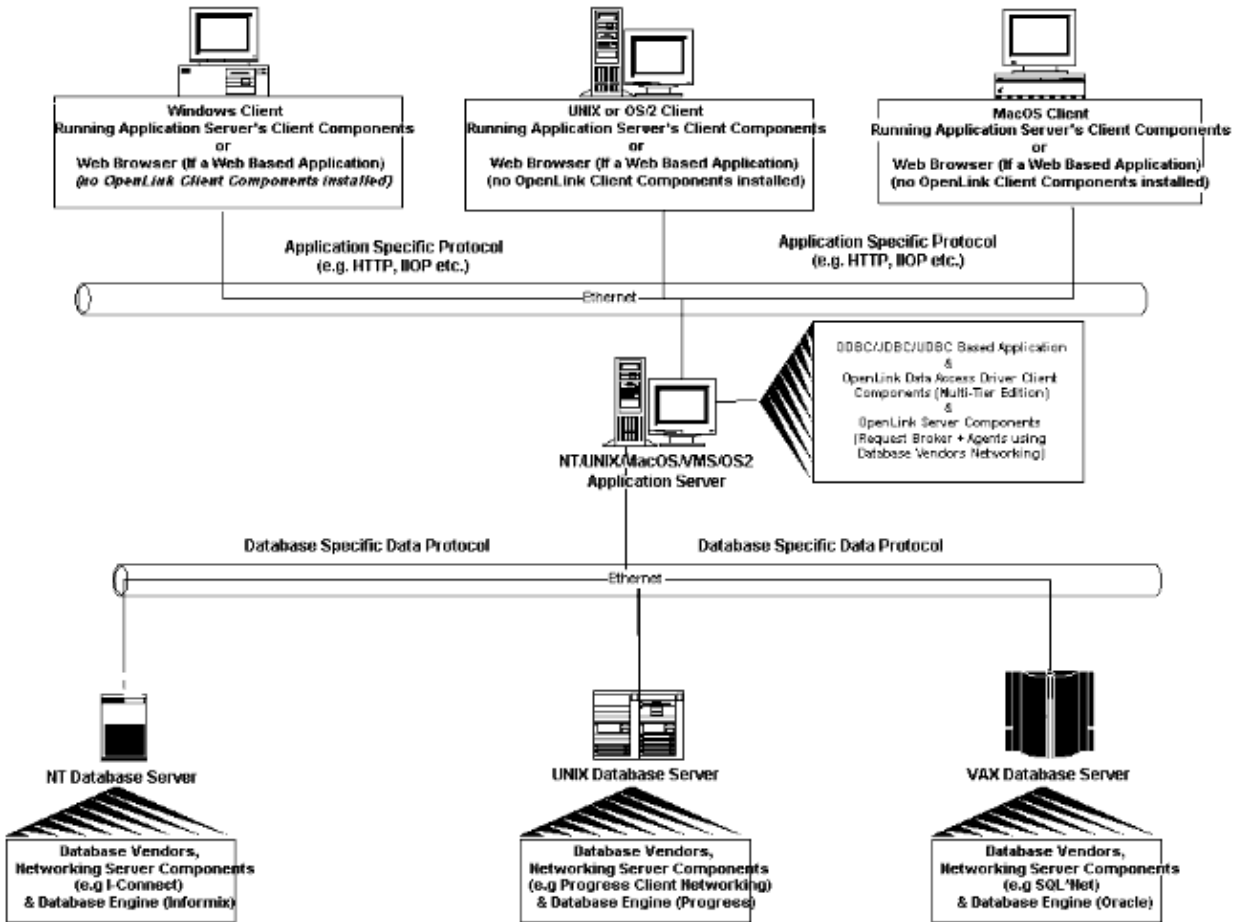 Windows Client
Running Application Server's Client Components
or
Web Browser (If a Web Based Application)
(no OpenLink Client Components installed)
UNIX or OS/2 Client
Running Application Server's Client Components
or
Web Browser (If a Web Based Application)
(no OpenLink Client Components installed)
MacOS Client
Running Application Server's Client Components
or
Web Browser (If a Web Based Application)
(no OpenLink Client Components installed)
Application Specific Protocol
(e.g. HTTP, IIOP etc.)
Application Specific Protocol
(e.g. HTTP, IIOP etc.)
Ethernet
ODBC/JDBC/UDBC Based Application
&
OpenLink Data Access Driver Client
Components (Multi-Tier Edition)
&
OpenLink Server Components
(Request Broker + Agents using
Database Vendors Networking)
NT/UNIX/MacOS/VMS/OS2
Application Server
Database Specific Data Protocol
Database Specific Data Protocol
Ethernet
NT Database Server
UNIX Database Server
VAX Database Server
Database Vendors,
Networking Server Components
(e.g I-Connect)
& Database Engine (Informix)
Database Vendors,
Networking Server Components
(e.g Progress Client Networking)
& Database Engine (Progress)
Database Vendors,
Networking Server Components
(e.g SQL*Net)
& Database Engine (Oracle)